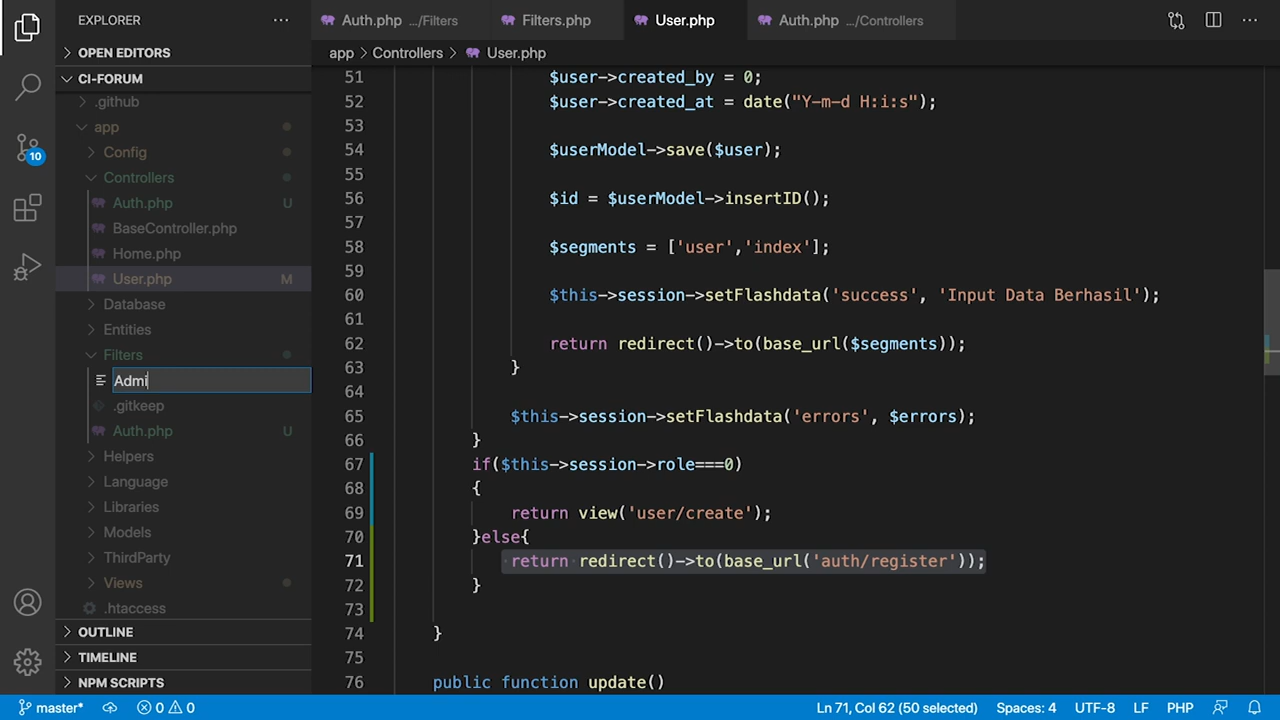 EXPLORER
Auth.php .../Filters
Filters.php
User.php
Auth.php .../Controllers
OPEN EDITORS
app > Controllers > User.php
CI-FORUM
.github
app
Config
Controllers
Auth.php U
BaseController.php
Home.php
User.php M
Database
Entities
Filters
Admi
.gitkeep
Auth.php U
Helpers
Language
Libraries
Models
ThirdParty
Views
.htaccess
OUTLINE
TIMELINE
NPM SCRIPTS
10
51 $user->created_by = 0;
52 $user->created_at = date("Y-m-d H:i:s");
53
54 $userModel->save($user);
55
56 $id = $userModel->insertID();
57
58 $segments = ['user','index'];
59
60 $this->session->setFlashdata('success', 'Input Data Berhasil');
61
62 return redirect()->to(base_url($segments));
63 }
64
65 $this->session->setFlashdata('errors', $errors);
66 }
67 if($this->session->role===0)
68 {
69 return view('user/create');
70 }else{
71 return redirect()->to(base_url('auth/register'));
72 }
73
74 }
75
76 public function update()
master* 0 0 Ln 71, Col 62 (50 selected) Spaces: 4 UTF-8 LF PHP